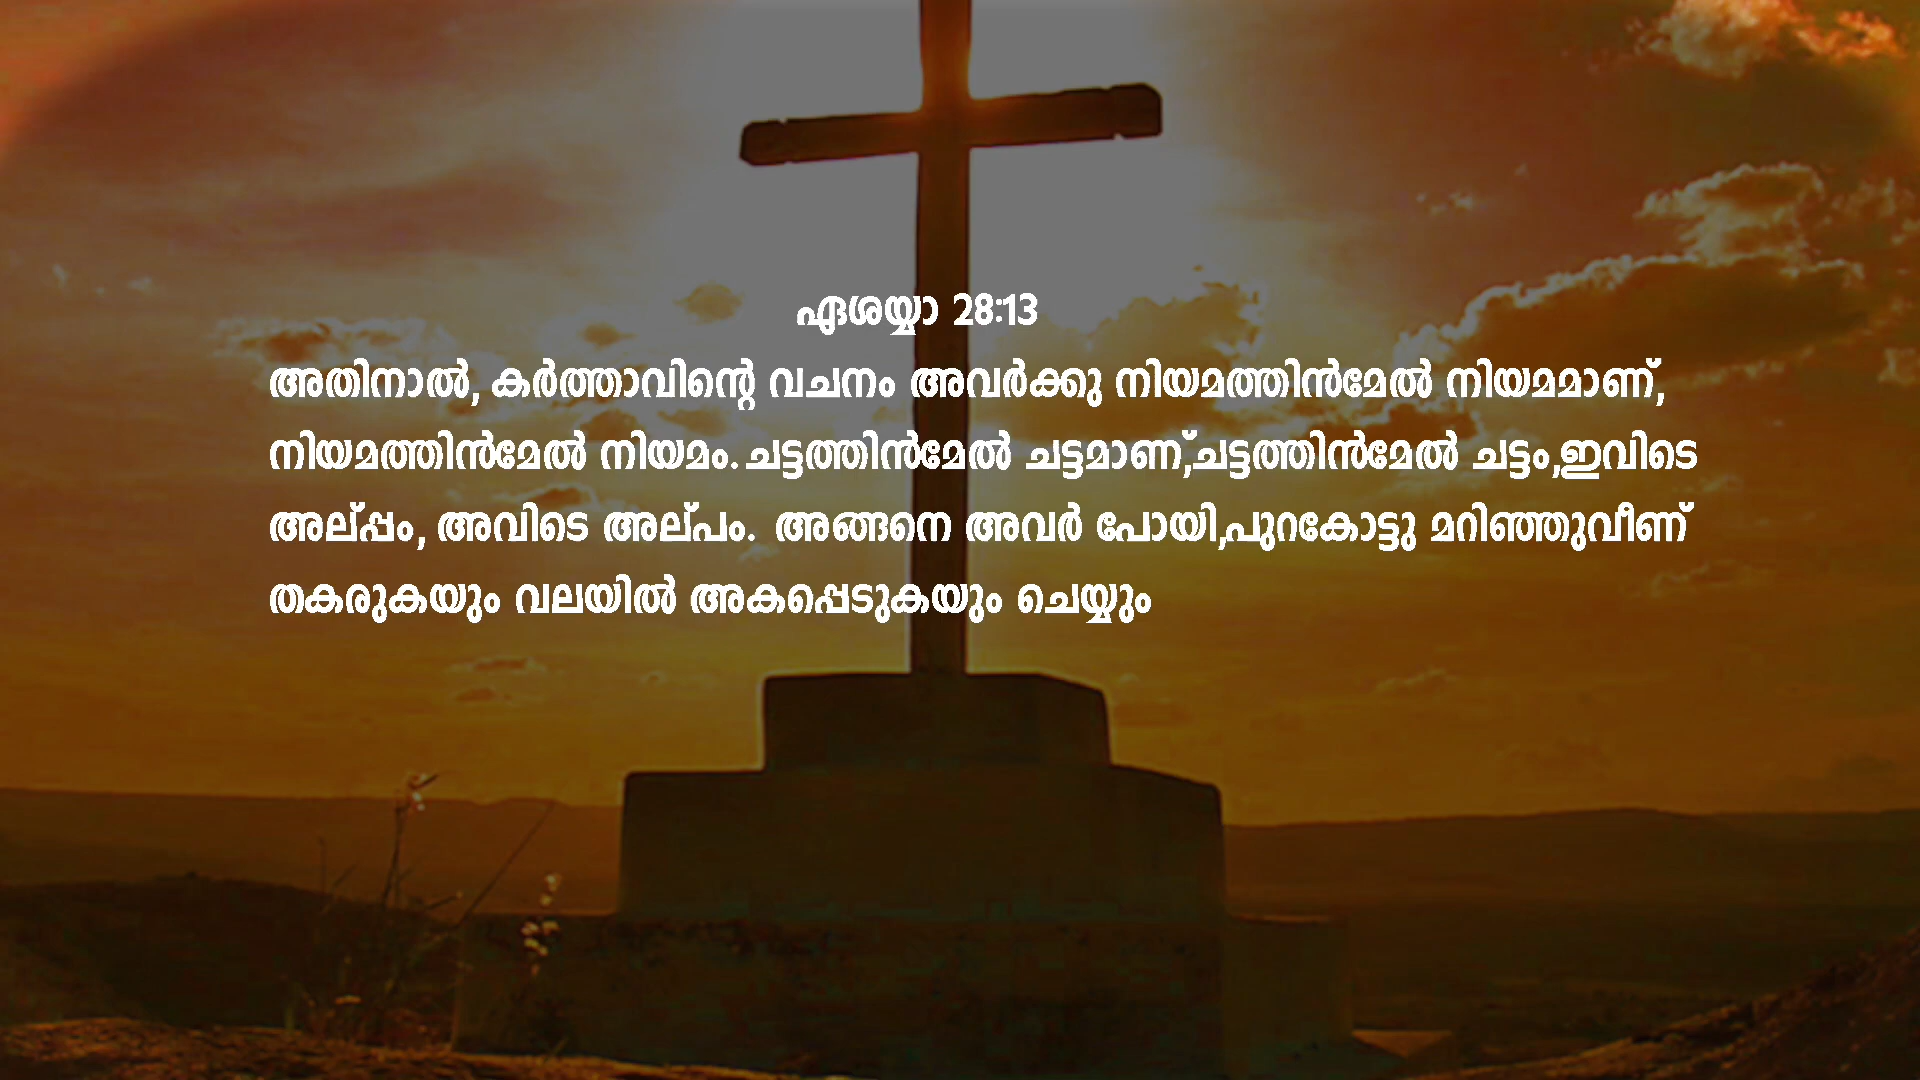 ഏശയ്യാ 28:13
അതിനാൽ, കർത്താവിന്റെ വചനം അവർക്കു നിയമത്തിൻമേൽ നിയമമാണ്,
നിയമത്തിൻമേൽ നിയമം. ചട്ടത്തിൻമേൽ ചട്ടമാണ്,ചട്ടത്തിൻമേൽ ചട്ടം,ഇവിടെ
അല്പ്പം, അവിടെ അല്പം. അങ്ങനെ അവർ പോയി,പുറകോട്ടു മറിഞ്ഞുവീണ്
തകരുകയും വലയിൽ അകപ്പെടുകയും ചെയ്യും